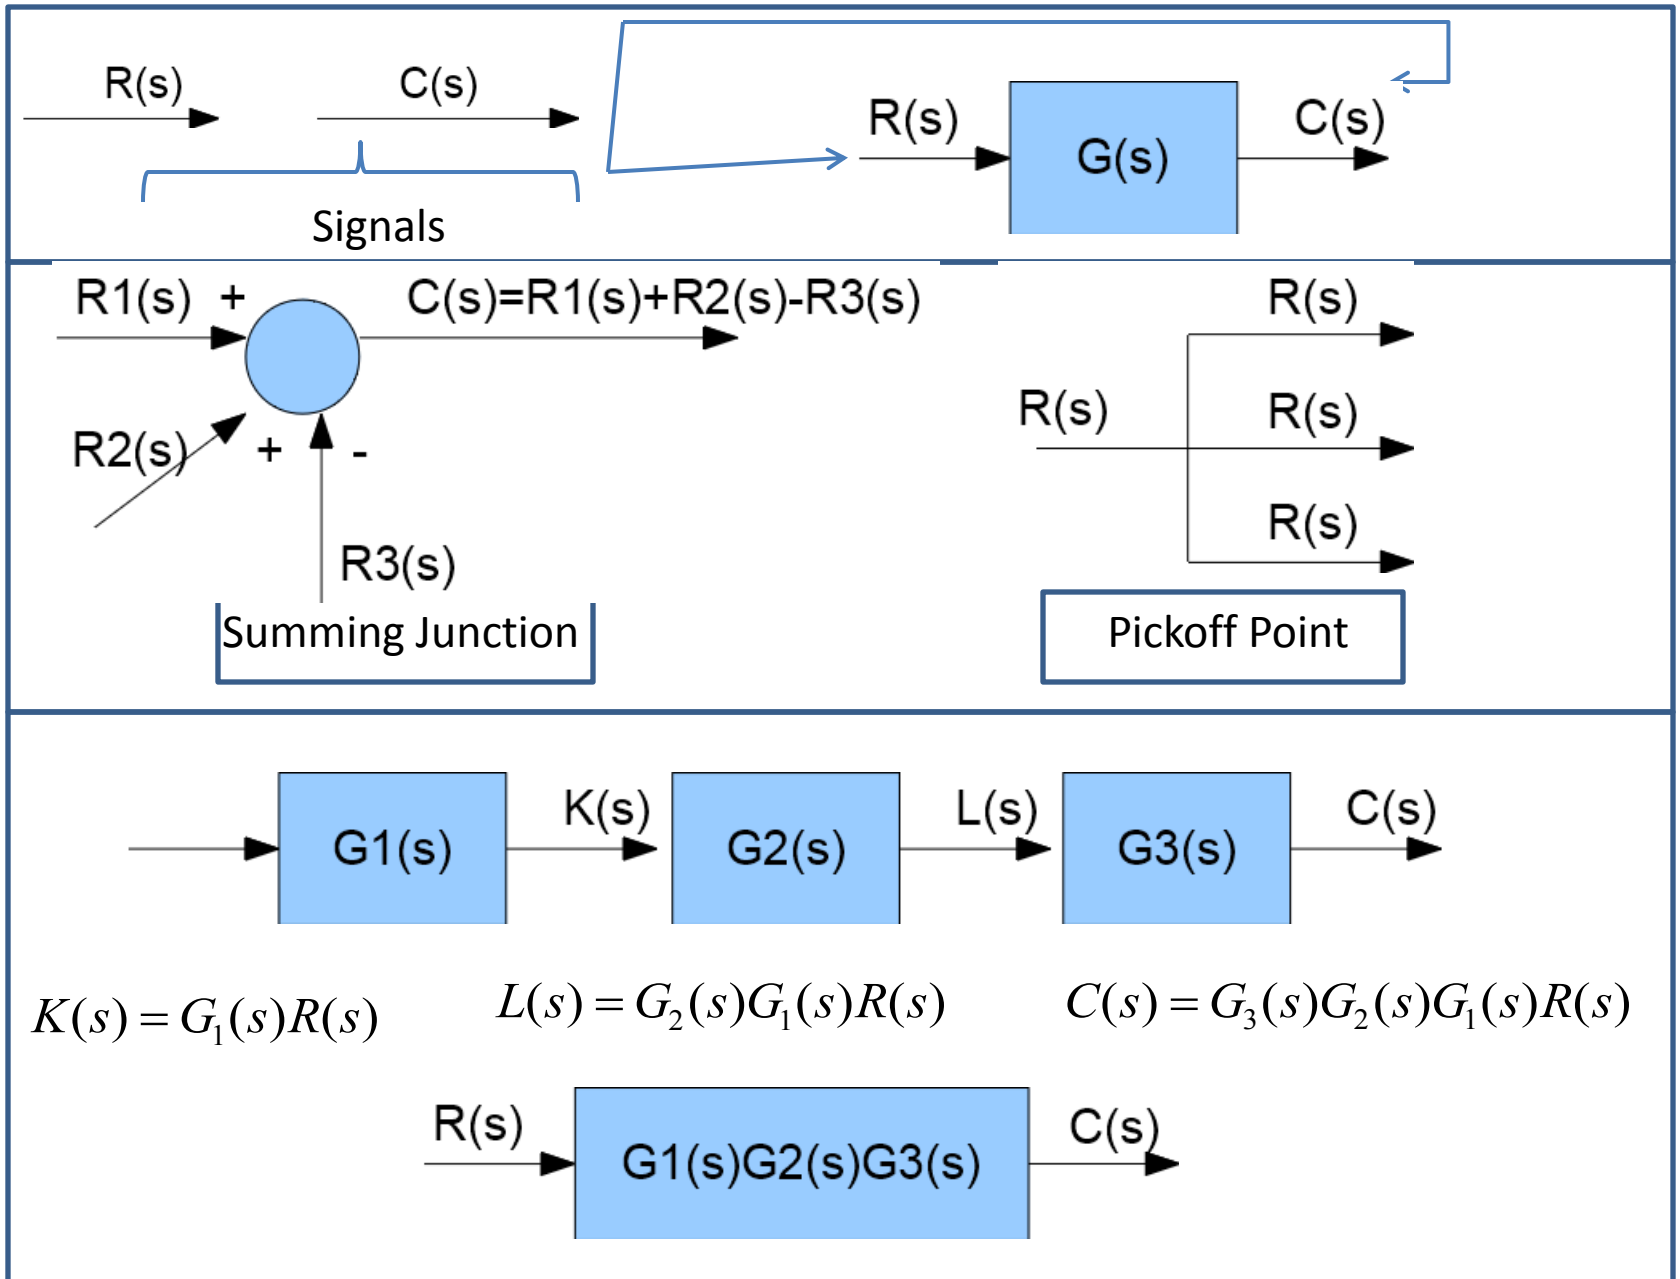 R(s) C(s)
R(s) G(s) C(s)
Signals
R1(s) + C(s)=R1(s)+R2(s)-R3(s)
R2(s) + -
R3(s)
Summing Junction
R(s)
R(s) R(s)
R(s)
Pickoff Point
G1(s) K(s) G2(s) L(s) G3(s) C(s)
K(s) = G₁(s)R(s) L(s) = G₂(s)G₁(s)R(s) C(s) = G₃(s)G₂(s)G₁(s)R(s)
R(s) G1(s)G2(s)G3(s) C(s)